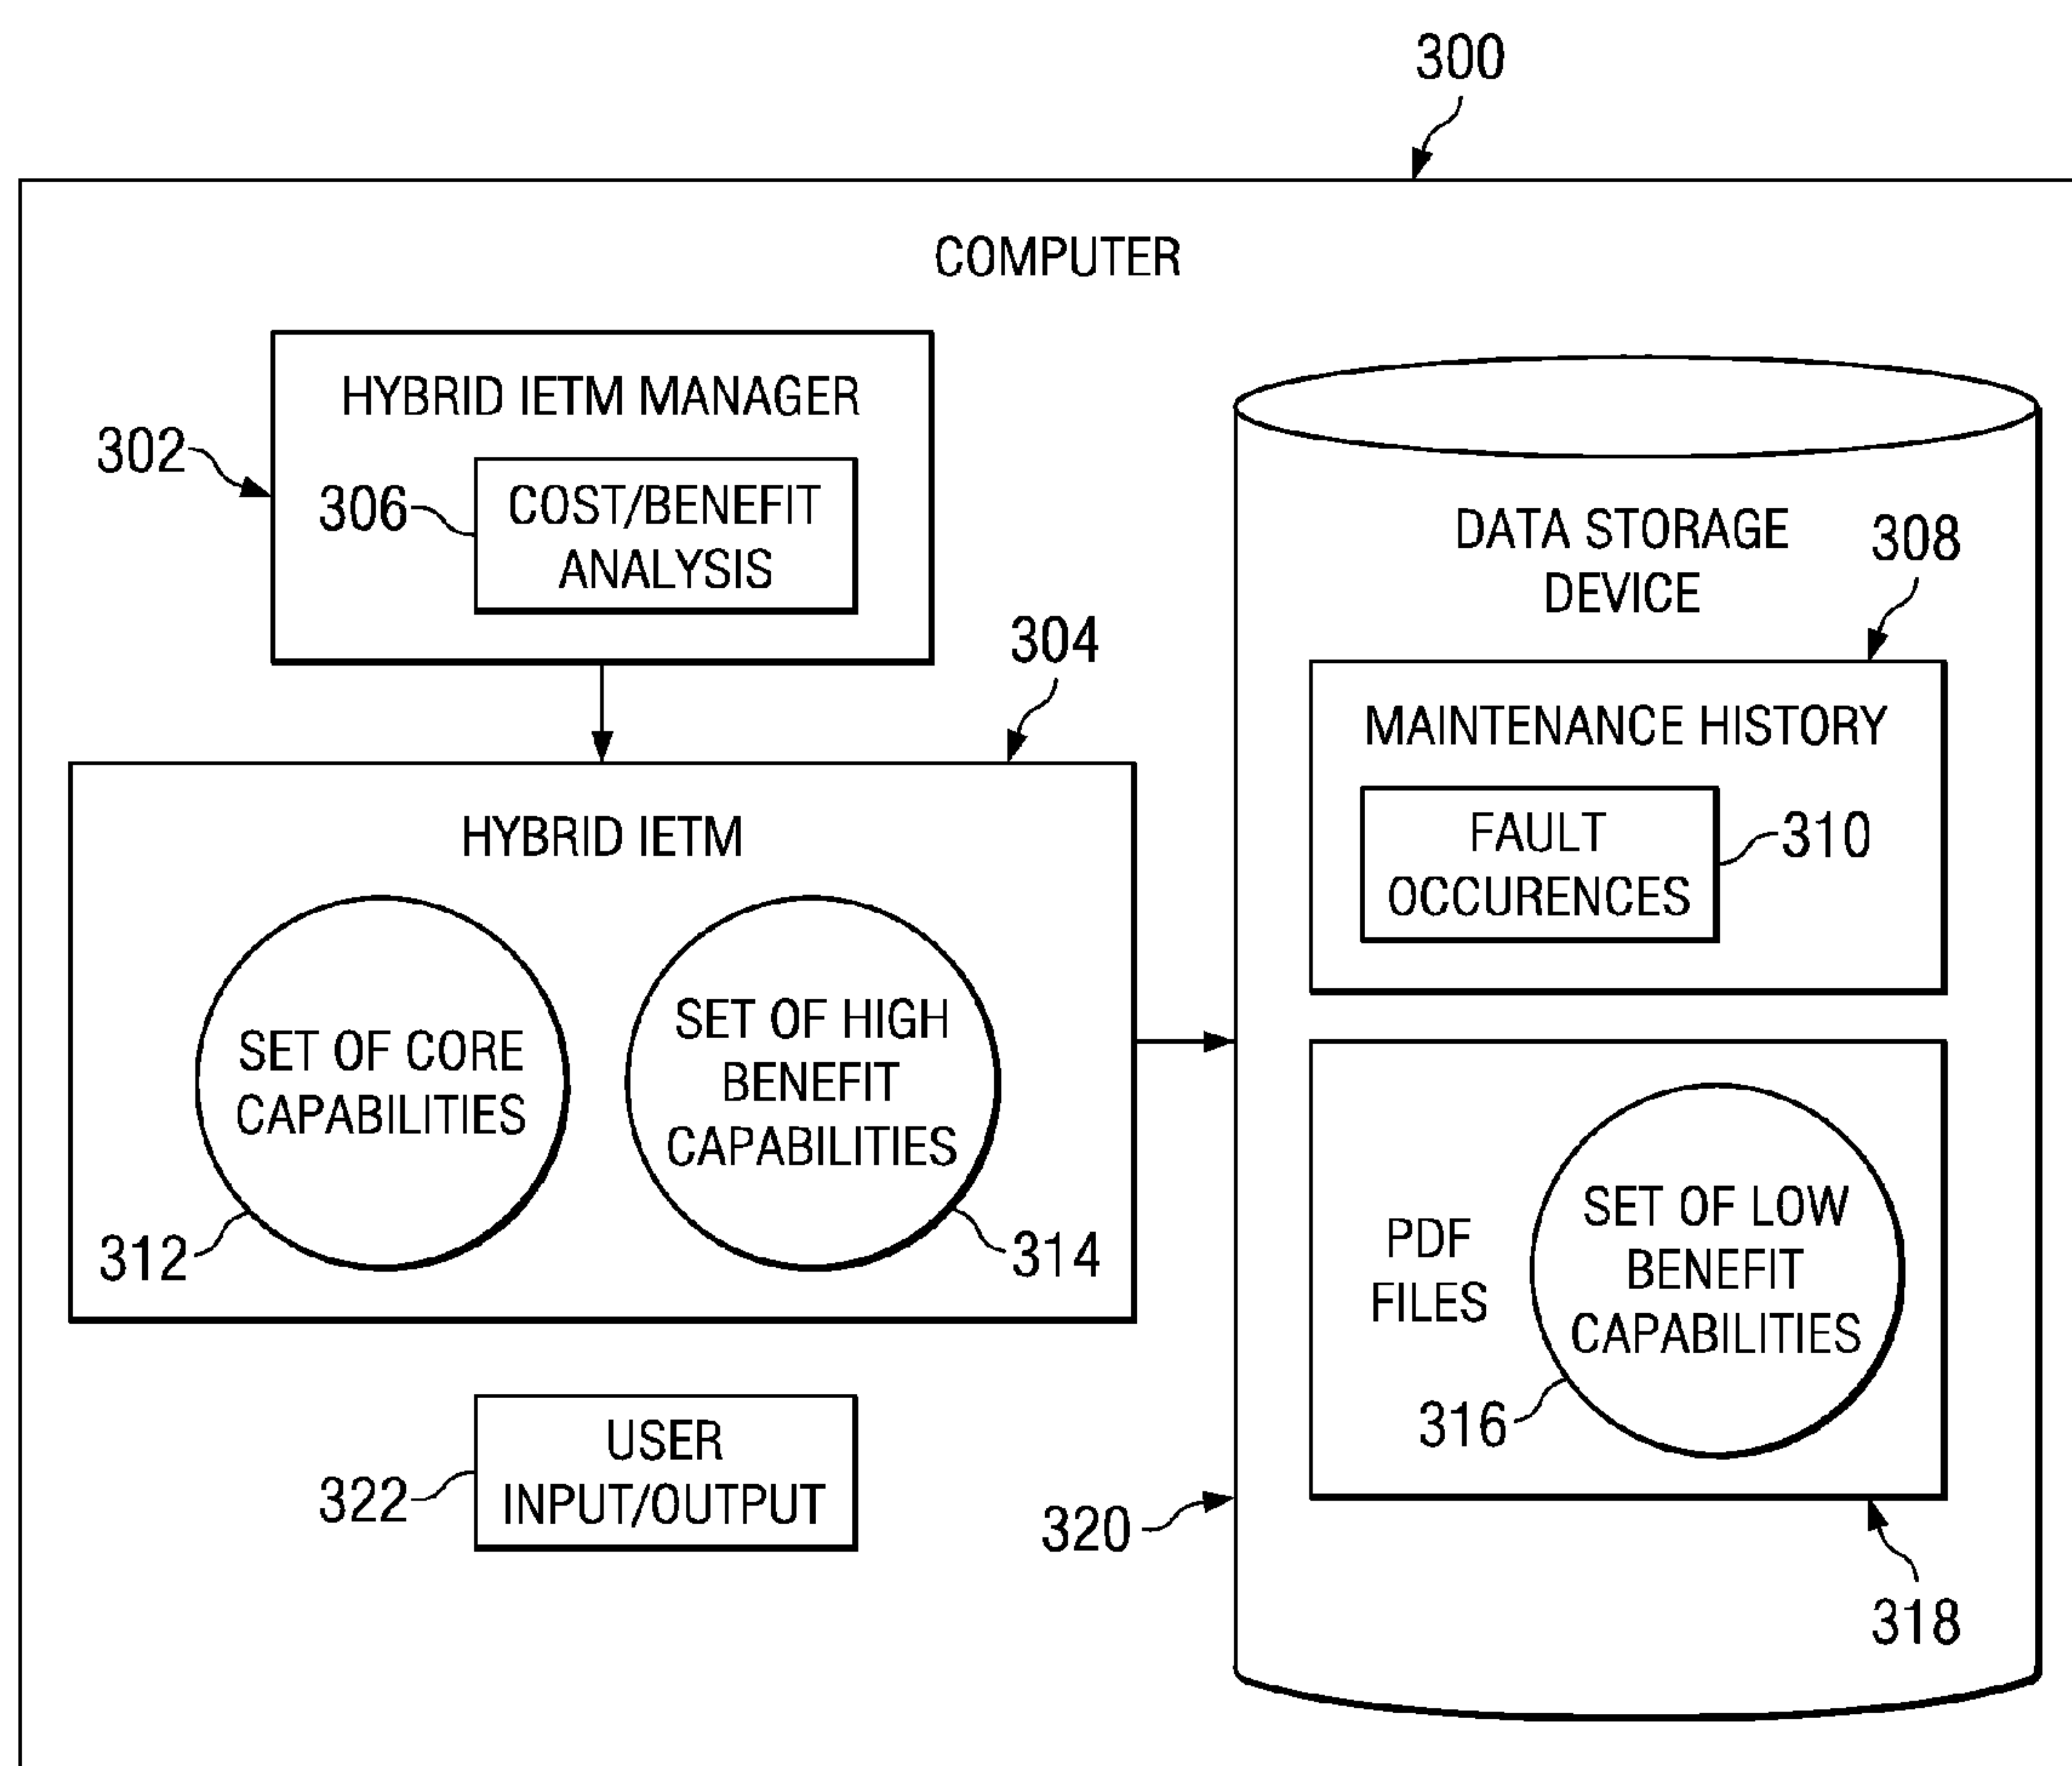 300
COMPUTER
HYBRID IETM MANAGER
302
306
COST/BENEFIT
ANALYSIS
304
HYBRID IETM
SET OF CORE
CAPABILITIES
312
SET OF HIGH
BENEFIT
CAPABILITIES
314
USER
INPUT/OUTPUT
322
DATA STORAGE
DEVICE
308
MAINTENANCE HISTORY
FAULT
OCCURENCES
310
PDF
FILES
SET OF LOW
BENEFIT
CAPABILITIES
316
320
318